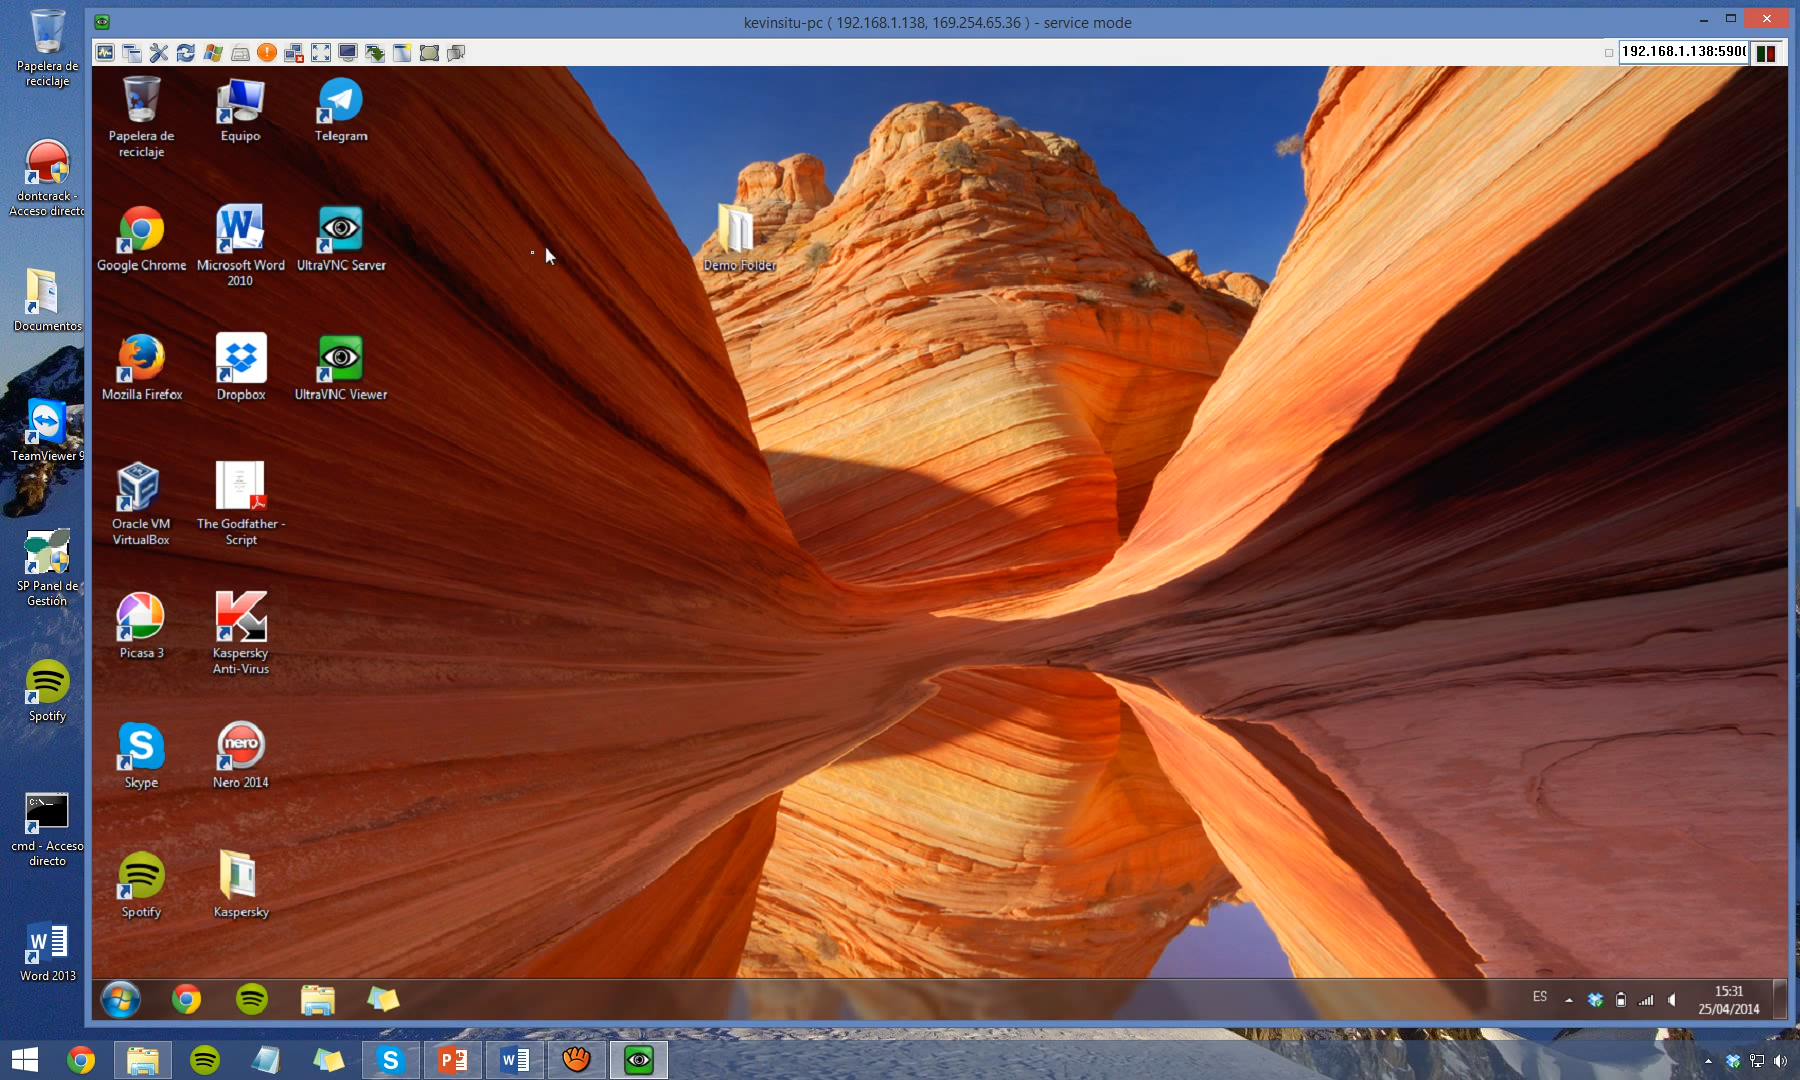 kevinsitu-pc ( 192.168.1.138, 169.254.65.36 ) - service mode
192.168.1.138:590
Papelera de
reciclaje
dontcrack -
Acceso directo
Documentos
TeamViewer 9
SP Panel de
Gestión
Spotify
cmd - Acceso
directo
Word 2013
Papelera de
reciclaje
Equipo
Telegram
Google Chrome
Microsoft Word
2010
UltraVNC Server
Demo Folder
Mozilla Firefox
Dropbox
UltraVNC Viewer
Oracle VM
VirtualBox
The Godfather -
Script
Picasa 3
Kaspersky
Anti-Virus
Skype
nero
Nero 2014
Spotify
Kaspersky
ES
15:31
25/04/2014